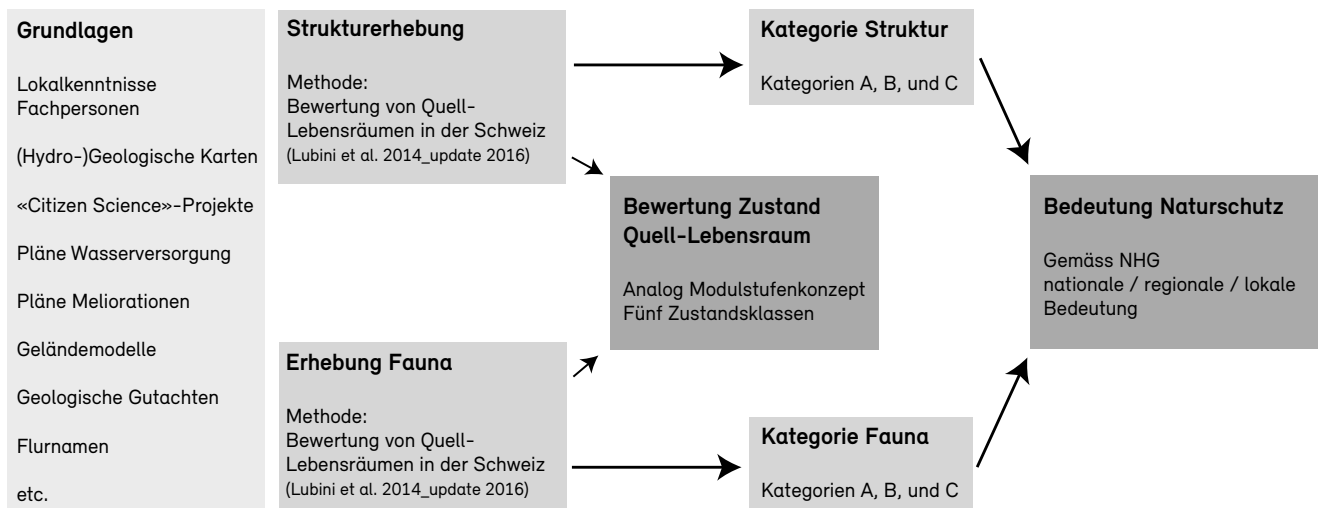 Grundlagen
Lokalkenntnisse
Fachpersonen
(Hydro-)Geologische Karten
«Citizen Science»-Projekte
Pläne Wasserversorgung
Pläne Meliorationen
Geländemodelle
Geologische Gutachten
Flurnamen
etc.
Strukturerhebung
Methode:
Bewertung von Quell-
Lebensräumen in der Schweiz
(Lubini et al. 2014_update 2016)
Erhebung Fauna
Methode:
Bewertung von Quell-
Lebensräumen in der Schweiz
(Lubini et al. 2014_update 2016)
Bewertung Zustand
Quell-Lebensraum
Analog Modulstufenkonzept
Fünf Zustandsklassen
Kategorie Struktur
Kategorien A, B, und C
Kategorie Fauna
Kategorien A, B, und C
Bedeutung Naturschutz
Gemäss NHG
nationale / regionale / lokale
Bedeutung